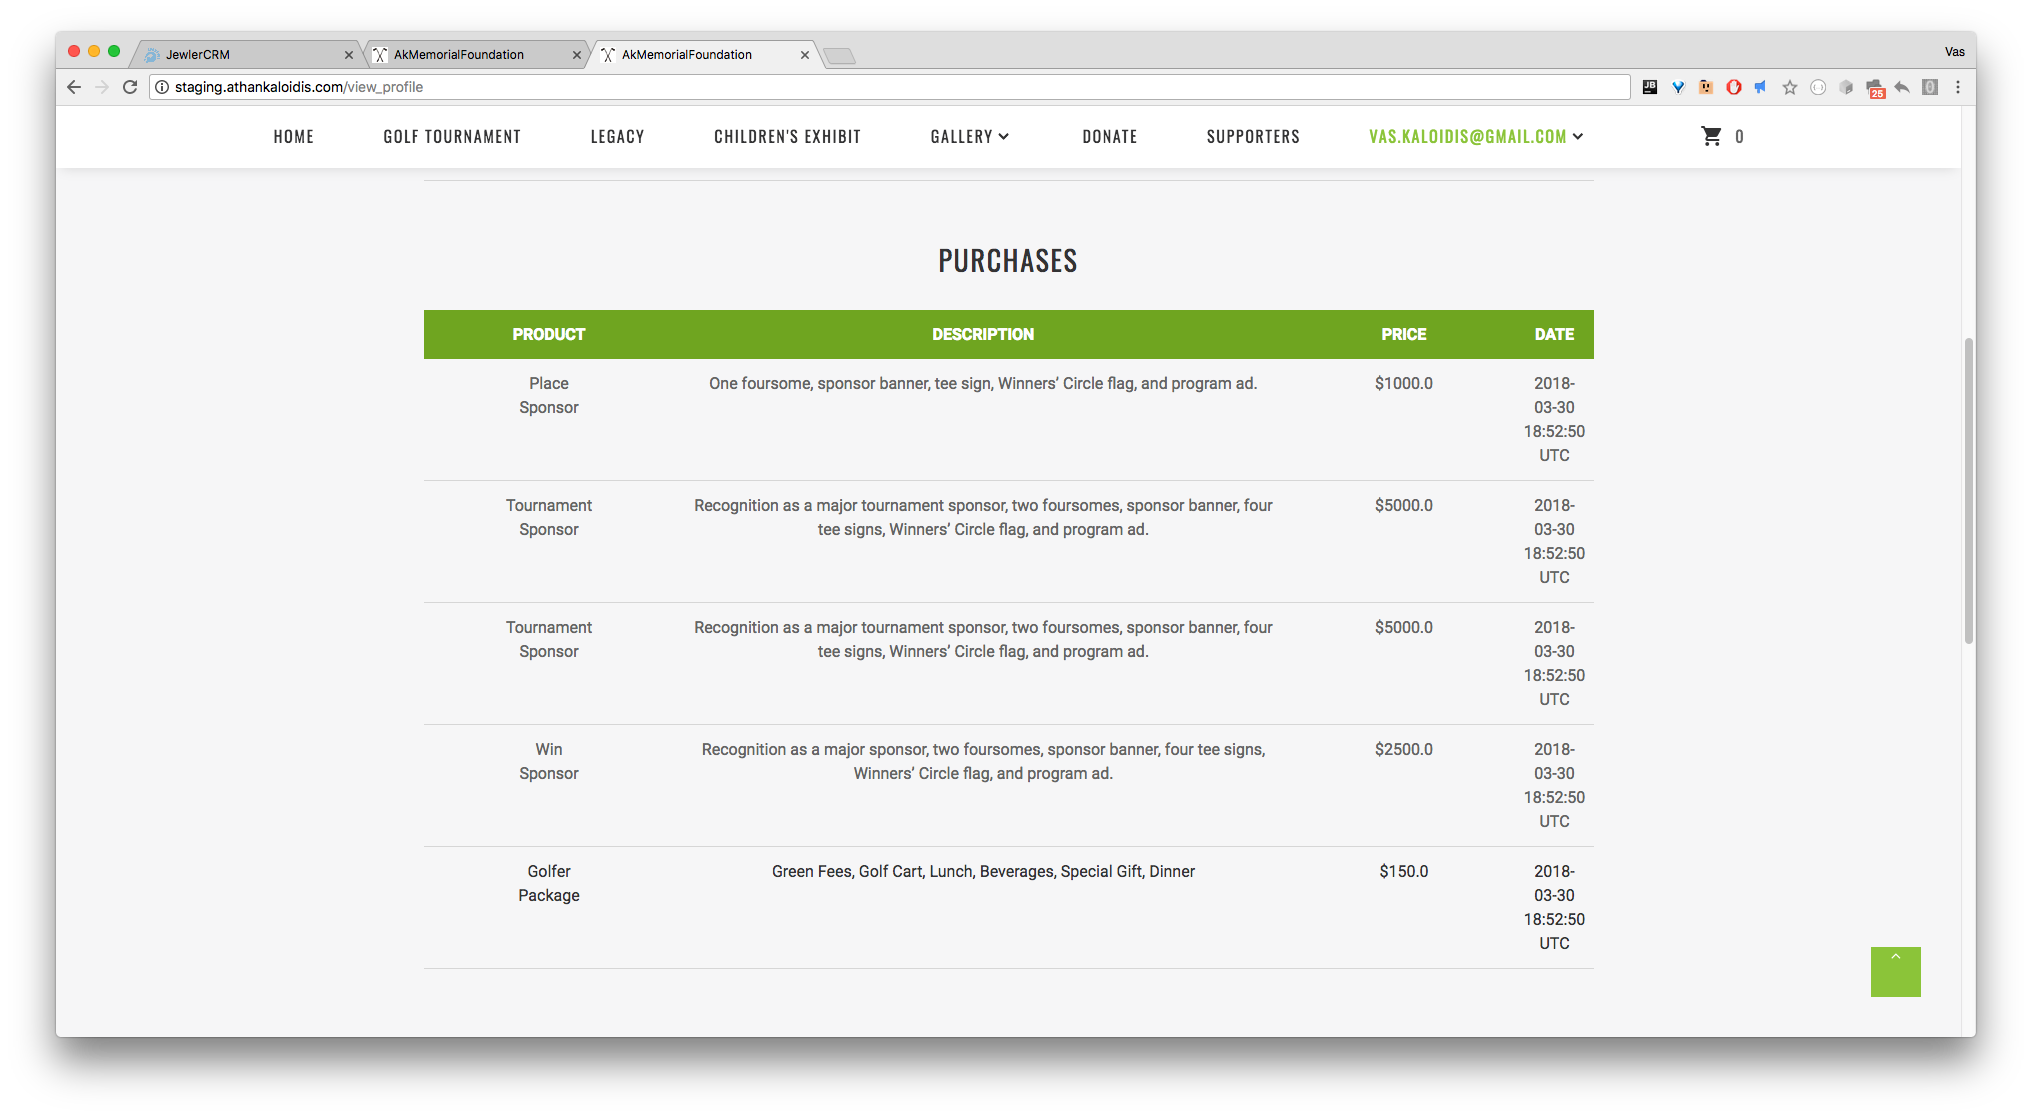 JewlerCRM
AkMemorialFoundation
AkMemorialFoundation
Vas
staging.athankaloidis.com/view_profile
JB
25
0
HOME
GOLF TOURNAMENT
LEGACY
CHILDREN'S EXHIBIT
GALLERY
DONATE
SUPPORTERS
VAS.KALOIDIS@GMAIL.COM
0
PURCHASES
PRODUCT DESCRIPTION PRICE DATE
Place One foursome, sponsor banner, tee sign, Winners’ Circle flag, and program ad. $1000.0 2018-
Sponsor 03-30
18:52:50
UTC
Tournament Recognition as a major tournament sponsor, two foursomes, sponsor banner, four $5000.0 2018-
Sponsor tee signs, Winners’ Circle flag, and program ad. 03-30
18:52:50
UTC
Tournament Recognition as a major tournament sponsor, two foursomes, sponsor banner, four $5000.0 2018-
Sponsor tee signs, Winners’ Circle flag, and program ad. 03-30
18:52:50
UTC
Win Recognition as a major sponsor, two foursomes, sponsor banner, four tee signs, $2500.0 2018-
Sponsor Winners’ Circle flag, and program ad. 03-30
18:52:50
UTC
Golfer Green Fees, Golf Cart, Lunch, Beverages, Special Gift, Dinner $150.0 2018-
Package 03-30
18:52:50
UTC